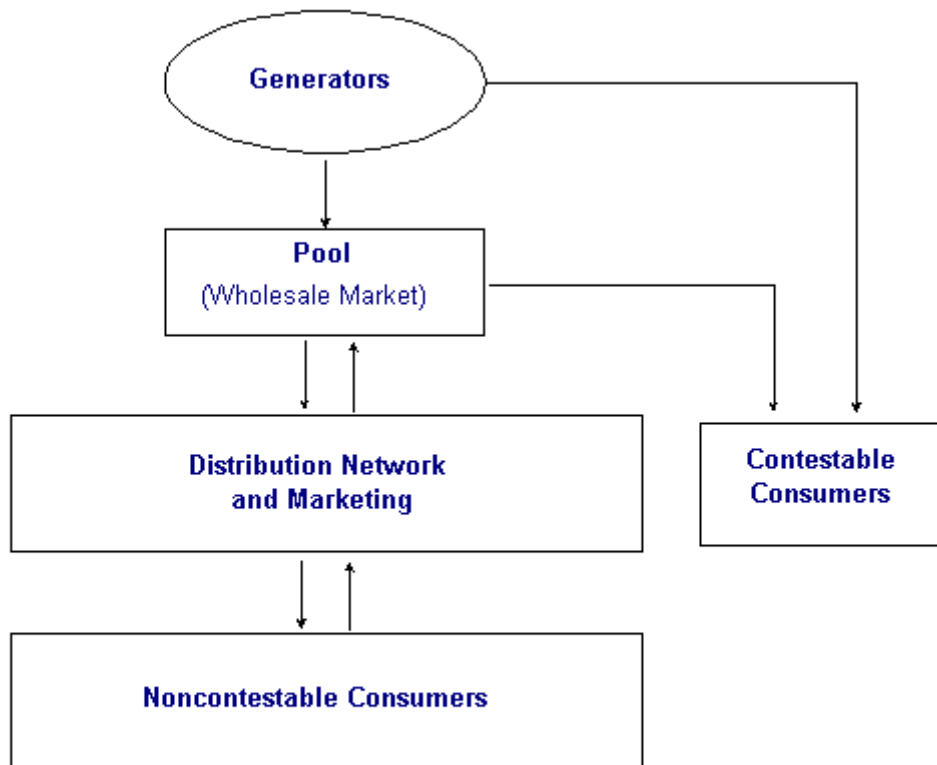 Generators
Pool
(Wholesale Market)
Distribution Network
and Marketing
Contestable
Consumers
Noncontestable Consumers